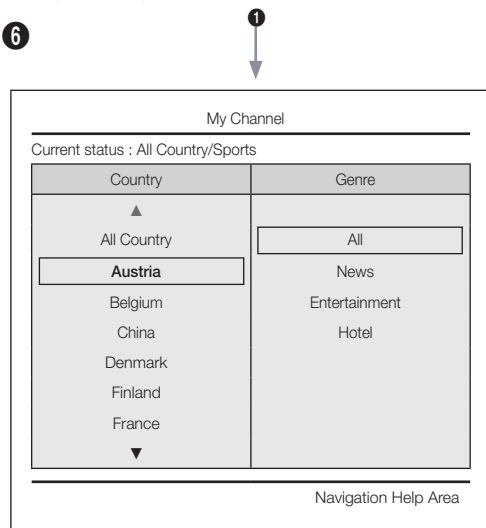 ❻
❶
My Channel
Current status : All Country/Sports
Country Genre
▲
All Country All
Austria News
Belgium Entertainment
China Hotel
Denmark
Finland
France
▼
Navigation Help Area